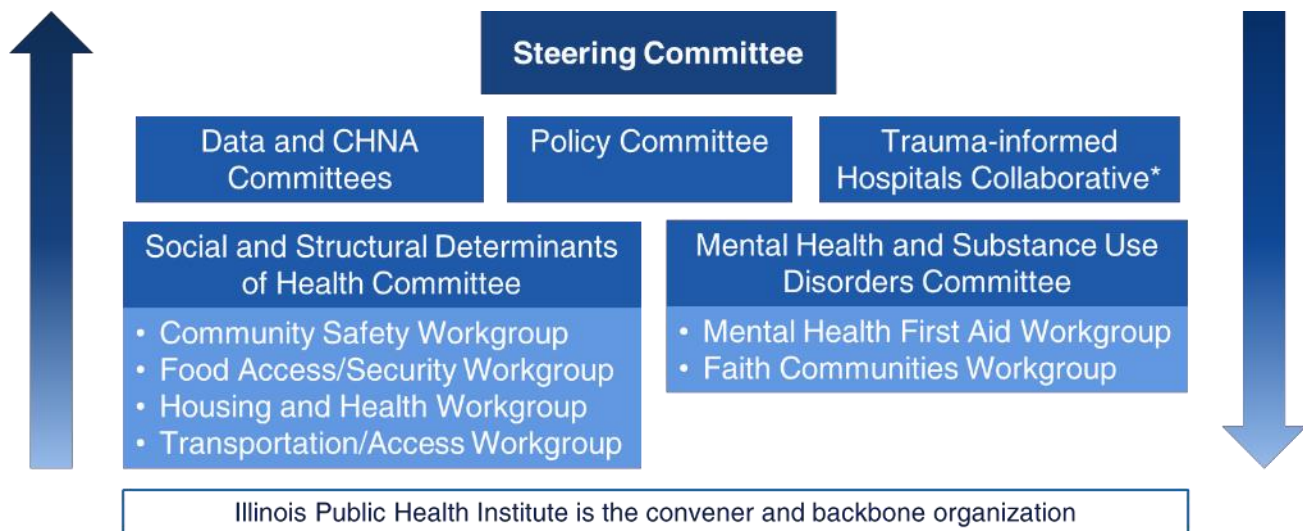 Steering Committee
Data and CHNA
Committees
Policy Committee
Trauma-informed
Hospitals Collaborative*
Social and Structural Determinants
of Health Committee
• Community Safety Workgroup
• Food Access/Security Workgroup
• Housing and Health Workgroup
• Transportation/Access Workgroup
Mental Health and Substance Use
Disorders Committee
• Mental Health First Aid Workgroup
• Faith Communities Workgroup
Illinois Public Health Institute is the convener and backbone organization